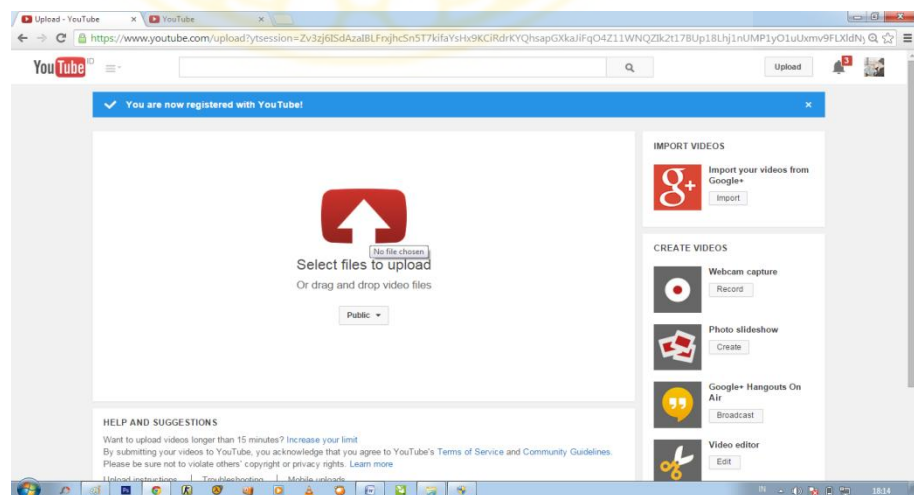 Upload - YouTube
YouTube
https://www.youtube.com/upload?ytsession=
YouTube ID
Upload
3
You are now registered with YouTube!
IMPORT VIDEOS
Import your videos from
Google+
Import
No file chosen
Select files to upload
Or drag and drop video files
Public
CREATE VIDEOS
Webcam capture
Record
Photo slideshow
Create
Google+ Hangouts On
Air
Broadcast
Video editor
Edit
HELP AND SUGGESTIONS
Want to upload videos longer than 15 minutes? Increase your limit
By submitting your videos to YouTube, you acknowledge that you agree to YouTube's Terms of Service and Community Guidelines.
Please be sure not to violate others' copyright or privacy rights. Learn more
Upload instructions | Troubleshooting | Mobile uploads
IN
18:14